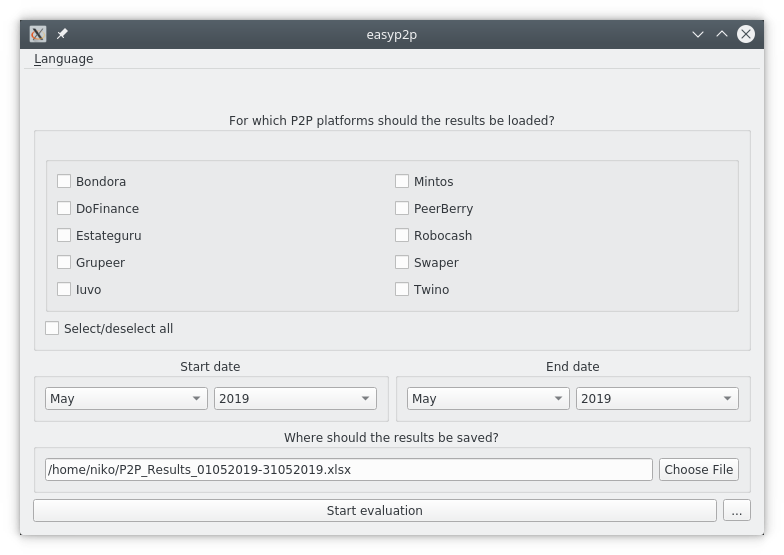 easyp2p
Language
For which P2P platforms should the results be loaded?
Bondora
Mintos
DoFinance
PeerBerry
Estateguru
Robocash
Grupeer
Swaper
Iuvo
Twino
Select/deselect all
Start date
End date
May
2019
May
2019
Where should the results be saved?
/home/niko/P2P_Results_01052019-31052019.xlsx
Choose File
Start evaluation
...